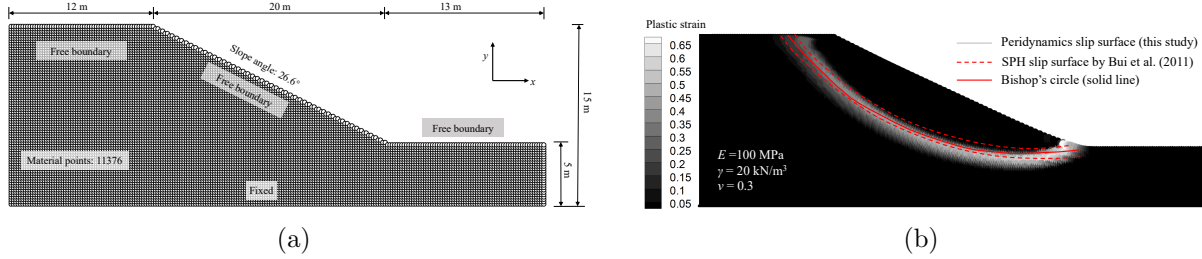 12 m
20 m
13 m
Free boundary
Slope angle: 26.6°
Free boundary
y
x
Free boundary
15 m
5 m
Material points: 11376
Fixed
(a)
Plastic strain
0.65
0.6
0.55
0.5
0.45
0.4
0.35
0.3
0.25
0.2
0.15
0.1
0.05
Peridynamics slip surface (this study)
SPH slip surface by Bui et al. (2011)
Bishop's circle (solid line)
E =100 MPa
γ = 20 kN/m³
ν = 0.3
(b)